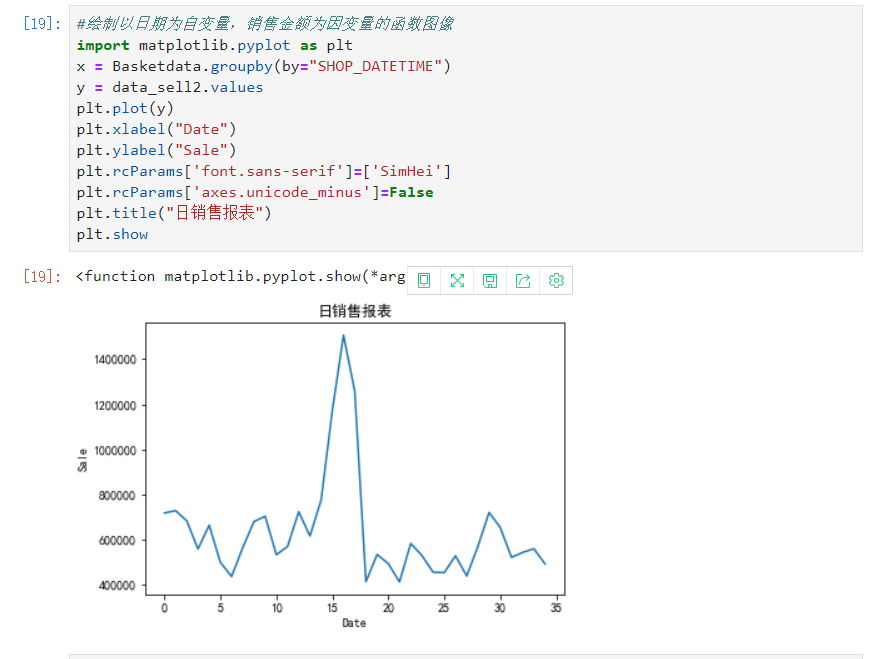 [19]: #绘制以日期为自变量，销售金额为因变量的函数图像
import matplotlib.pyplot as plt
x = Basketdata.groupby(by="SHOP_DATETIME")
y = data_sell2.values
plt.plot(y)
plt.xlabel("Date")
plt.ylabel("Sale")
plt.rcParams['font.sans-serif']=['SimHei']
plt.rcParams['axes.unicode_minus']=False
plt.title("日销售报表")
plt.show
[19]: <function matplotlib.pyplot.show(*arg
日销售报表
1400000
1200000
1000000
800000
600000
400000
Sale
0 5 10 15 20 25 30 35
Date